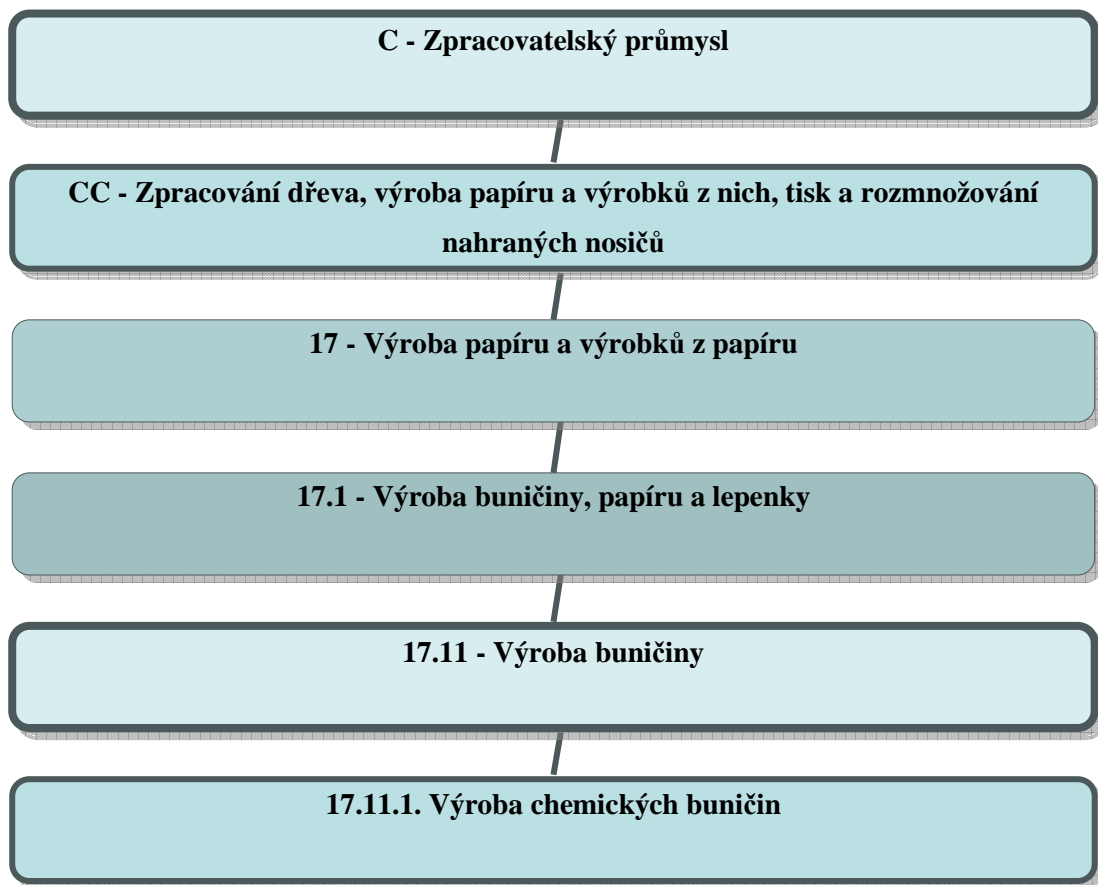 C - Zpracovatelský průmysl
CC - Zpracování dřeva, výroba papíru a výrobků z nich, tisk a rozmnožování
nahraných nosičů
17 - Výroba papíru a výrobků z papíru
17.1 - Výroba buničiny, papíru a lepenky
17.11 - Výroba buničiny
17.11.1. Výroba chemických buničin